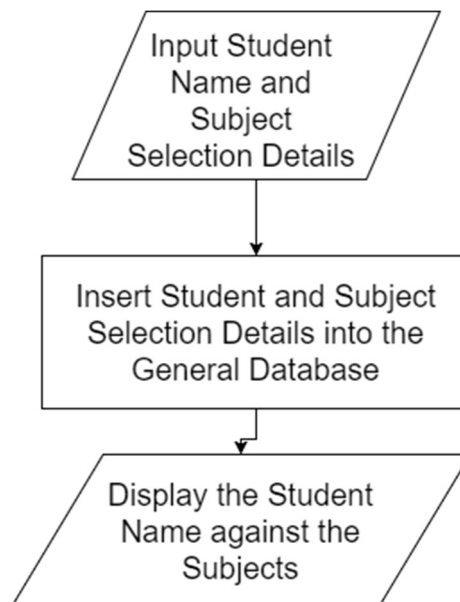 Input Student
Name and
Subject
Selection Details
Insert Student and Subject
Selection Details into the
General Database
Display the Student
Name against the
Subjects